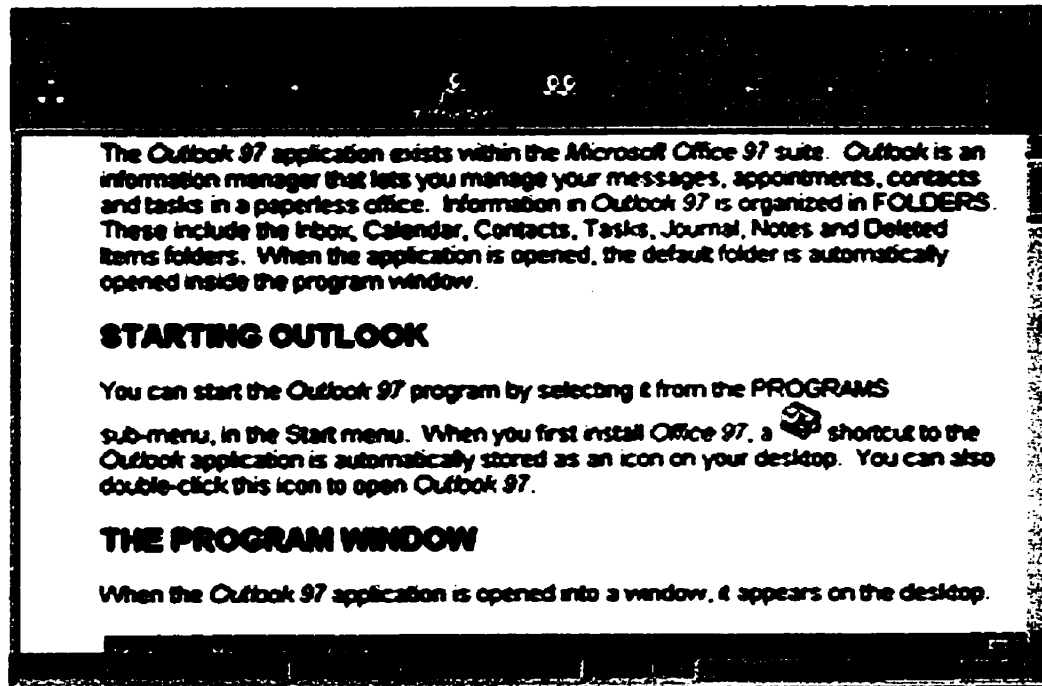 The Outlook 97 application exists within the Microsoft Office 97 suite. Outlook is an
information manager that lets you manage your messages, appointments, contacts
and tasks in a paperless office. Information in Outlook 97 is organized in FOLDERS.
These include the Inbox, Calendar, Contacts, Tasks, Journal, Notes and Deleted
Items folders. When the application is opened, the default folder is automatically
opened inside the program window.
STARTING OUTLOOK
You can start the Outlook 97 program by selecting it from the PROGRAMS
sub-menu, in the Start menu. When you first install Office 97, a shortcut to the
Outlook application is automatically stored as an icon on your desktop. You can also
double-click this icon to open Outlook 97.
THE PROGRAM WINDOW
When the Outlook 97 application is opened into a window, it appears on the desktop.